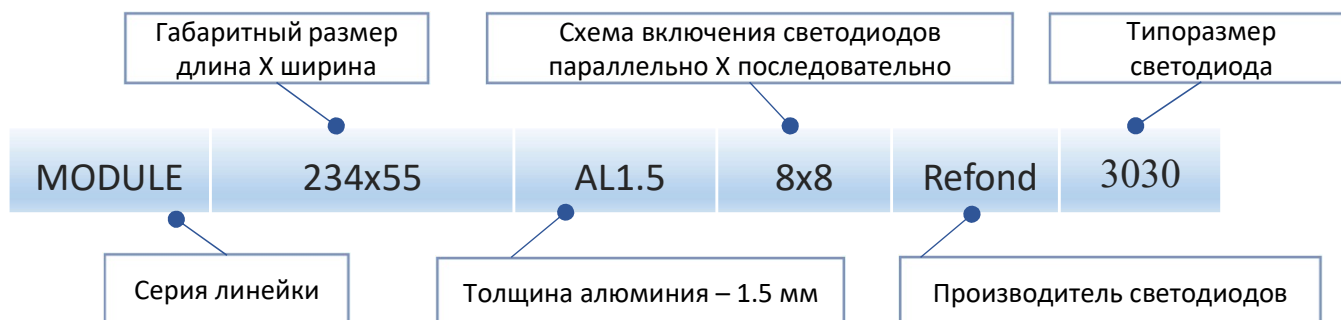 Габаритный размер
длина X ширина
Схема включения светодиодов
параллельно X последовательно
Типоразмер
светодиода
MODULE 234x55 AL1.5 8x8 Refond 3030
Серия линейки
Толщина алюминия – 1.5 мм
Производитель светодиодов